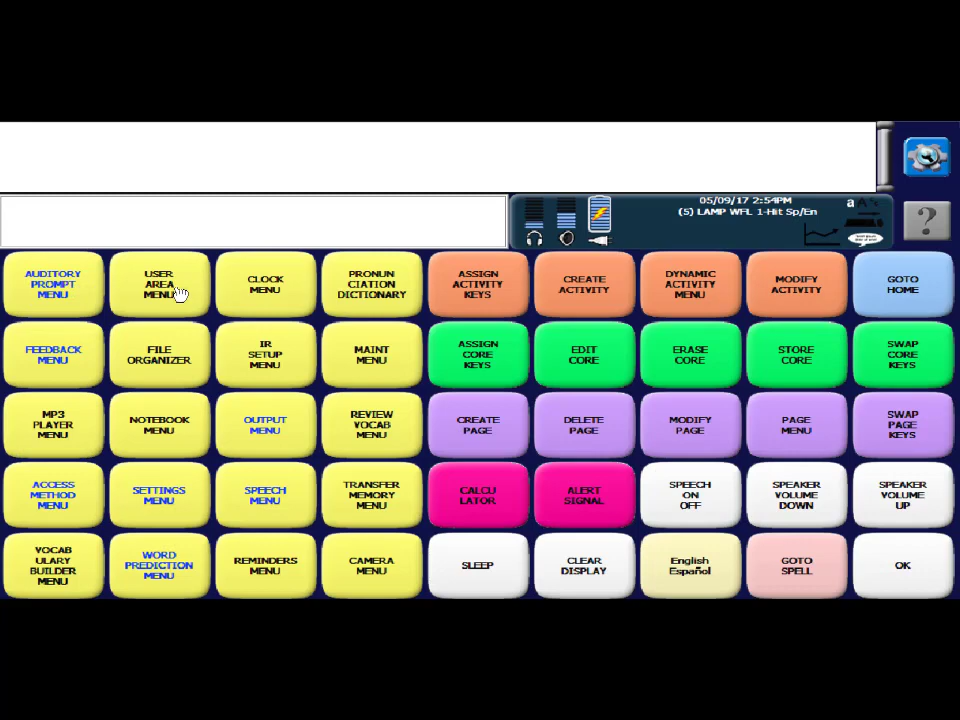 05/09/17 2:54PM
(5) LAMP WFL 1-Hit Sp/En
a
?
AUDITORY
PROMPT
MENU
USER
AREA
MENU
CLOCK
MENU
PRONUN
CIATION
DICTIONARY
ASSIGN
ACTIVITY
KEYS
CREATE
ACTIVITY
DYNAMIC
ACTIVITY
MENU
MODIFY
ACTIVITY
GOTO
HOME
FEEDBACK
MENU
FILE
ORGANIZER
IR
SETUP
MENU
MAINT
MENU
ASSIGN
CORE
KEYS
EDIT
CORE
ERASE
CORE
STORE
CORE
SWAP
CORE
KEYS
MP3
PLAYER
MENU
NOTEBOOK
MENU
OUTPUT
MENU
REVIEW
VOCAB
MENU
CREATE
PAGE
DELETE
PAGE
MODIFY
PAGE
PAGE
MENU
SWAP
PAGE
KEYS
ACCESS
METHOD
MENU
SETTINGS
MENU
SPEECH
MENU
TRANSFER
MEMORY
MENU
CALCU
LATOR
ALERT
SIGNAL
SPEECH
ON
OFF
SPEAKER
VOLUME
DOWN
SPEAKER
VOLUME
UP
VOCAB
ULARY
BUILDER
MENU
WORD
PREDICTION
MENU
REMINDERS
MENU
CAMERA
MENU
SLEEP
CLEAR
DISPLAY
English
Español
GOTO
SPELL
OK